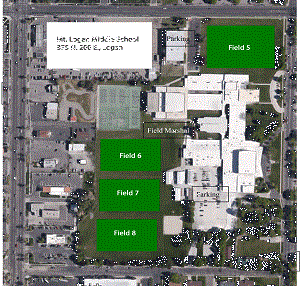 Mt. Logan Middle School
875 N. 200 E., Logan
Parking
Field 5
Field Marshal
Field 6
Field 7
Parking
Field 8